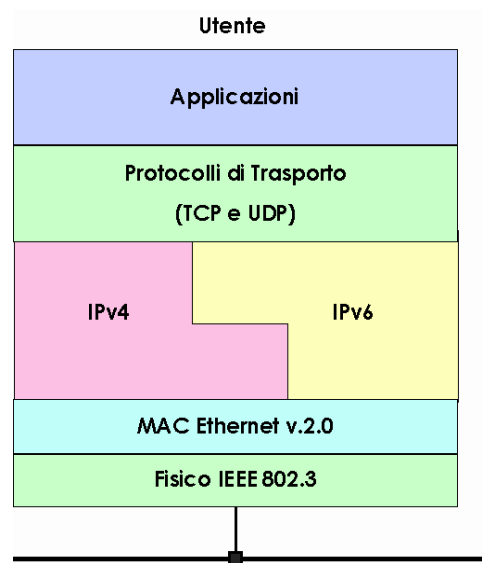 Utente
Applicazioni
Protocolli di Trasporto
(TCP e UDP)
IPv4
IPv6
MAC Ethernet v.2.0
Fisico IEEE 802.3